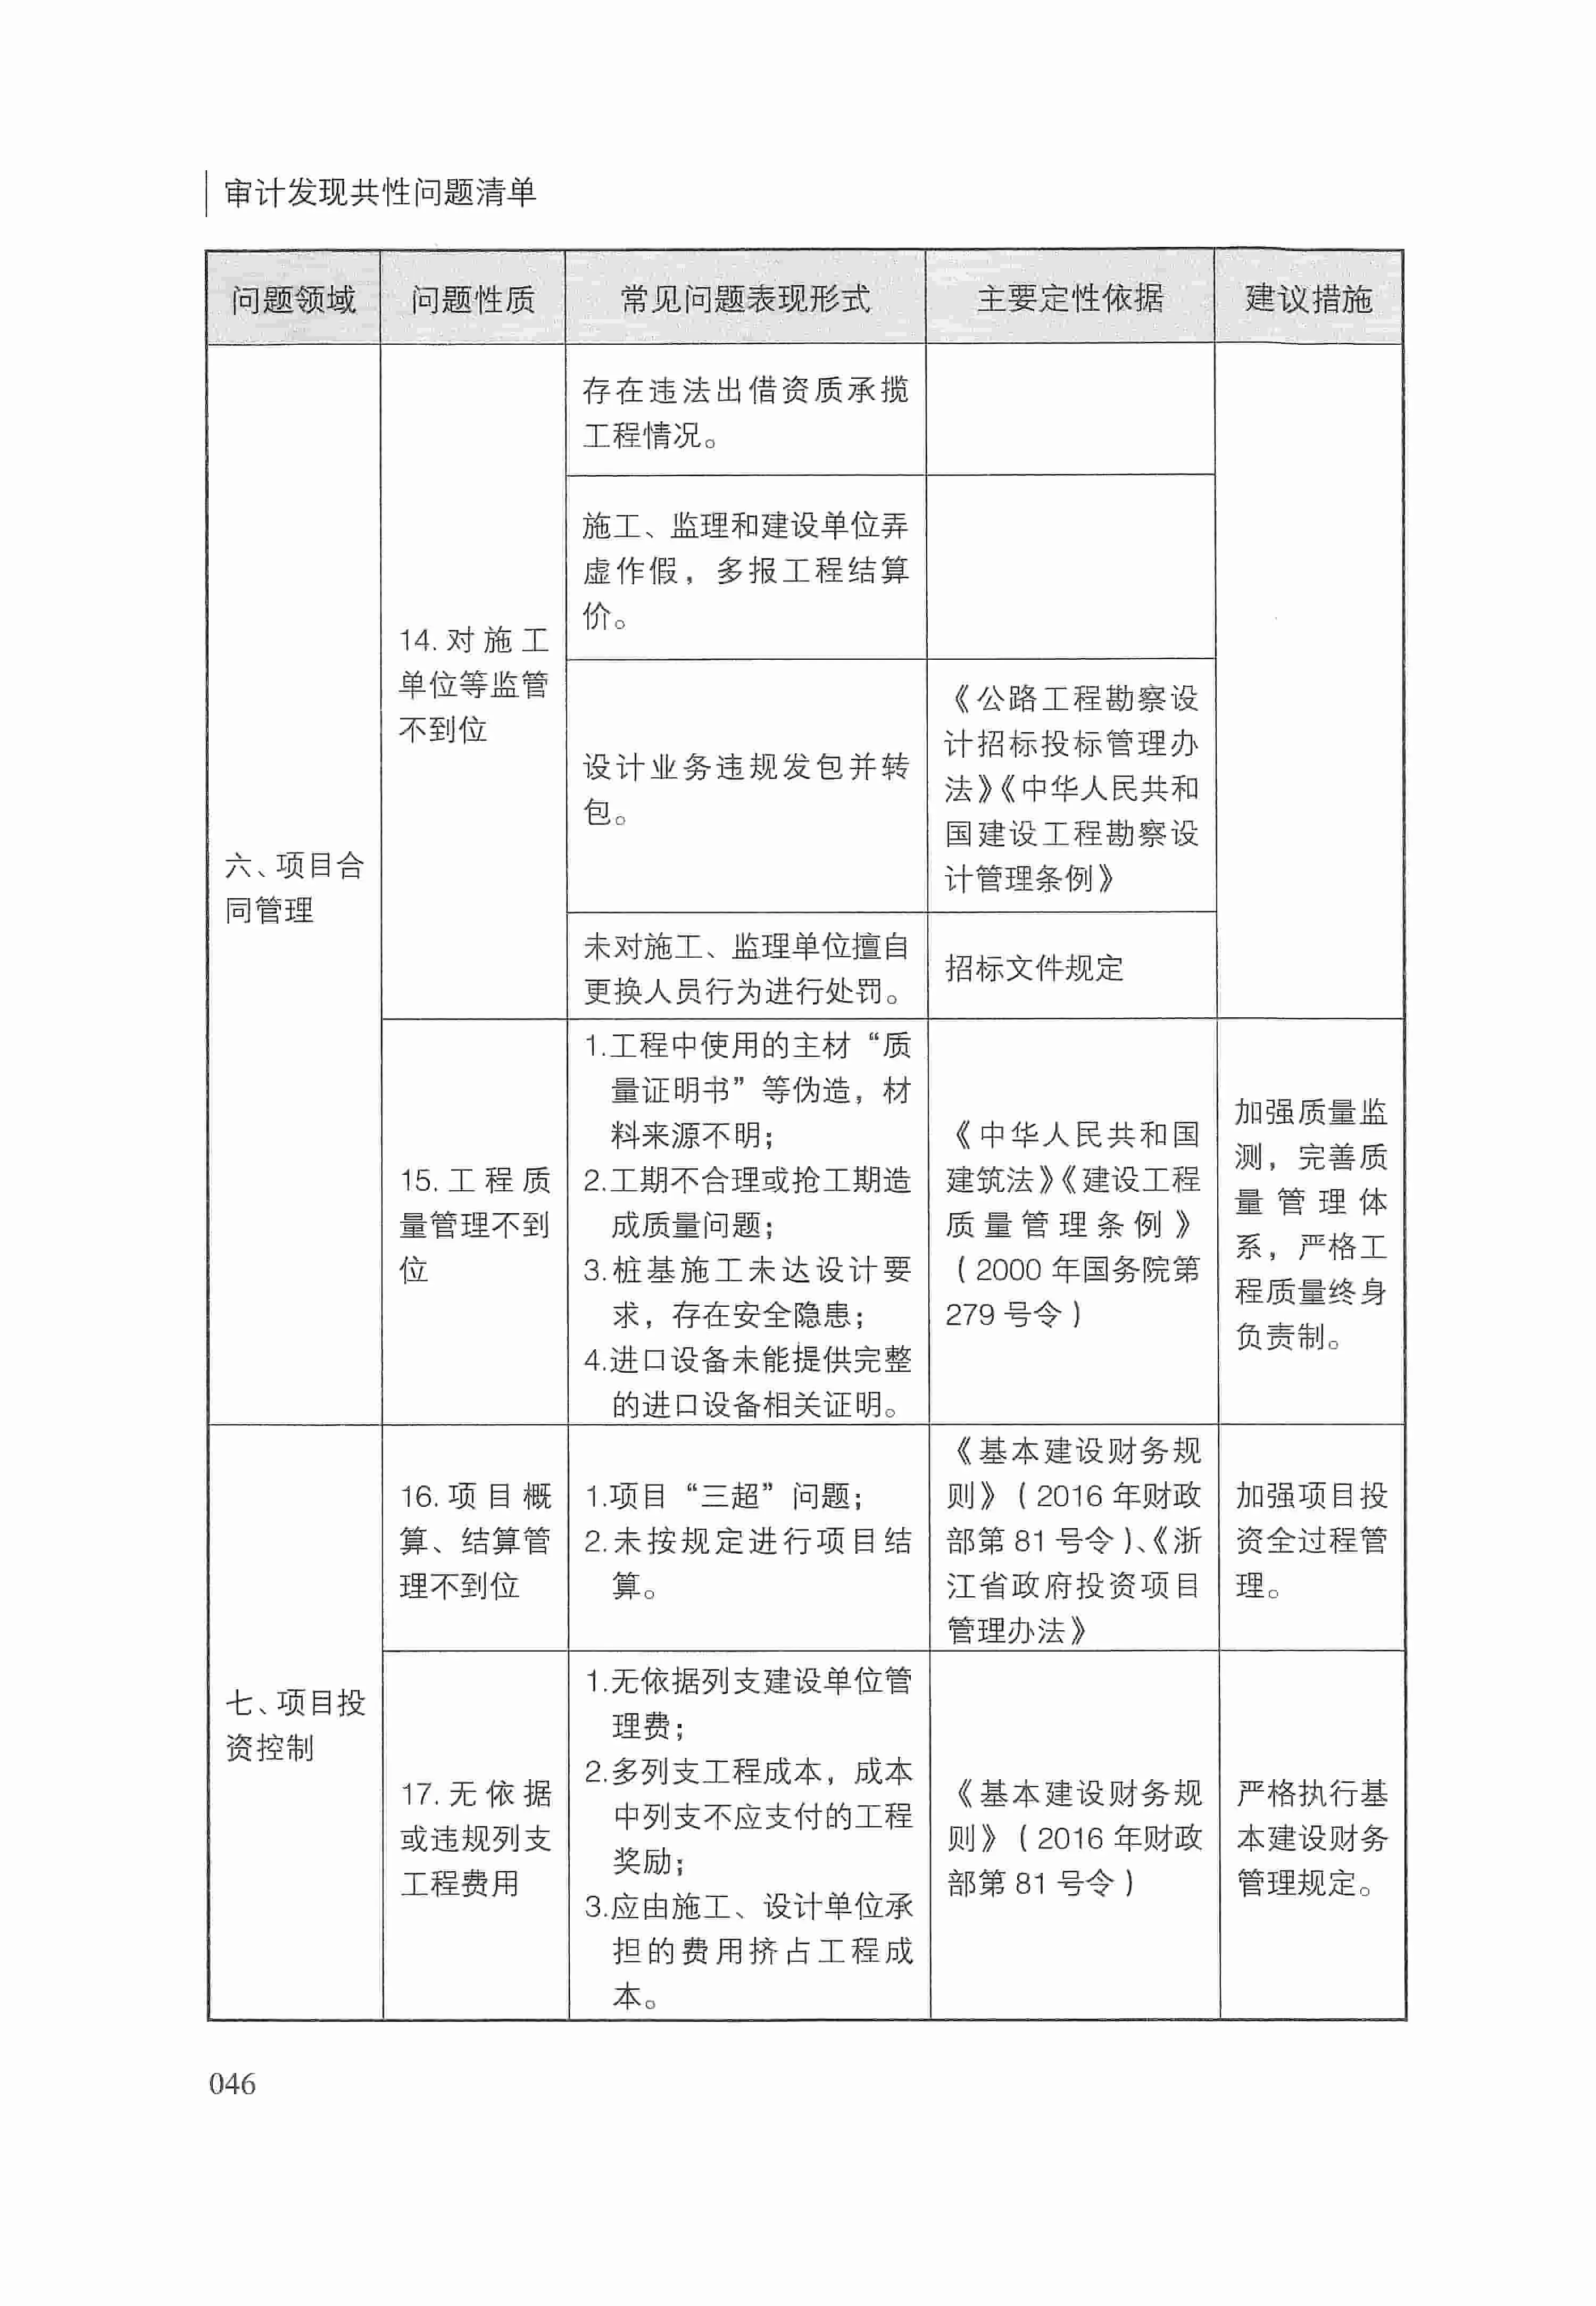 审计发现共性问题清单
问题领域 问题性质 常见问题表现形式 主要定性依据 建议措施
六、项目合
同管理
14.对施工
单位等监管
不到位
存在违法出借资质承揽
工程情况。
施工、监理和建设单位弄
虚作假，多报工程结算
价。
设计业务违规发包并转
包。
《公路工程勘察设
计招标投标管理办
法》《中华人民共和
国建设工程勘察设
计管理条例》
未对施工、监理单位擅自
更换人员行为进行处罚。
招标文件规定
15.工程质
量管理不到
位
1.工程中使用的主材“质
量证明书”等伪造，材
料来源不明；
2.工期不合理或抢工期造
成质量问题；
3.桩基施工未达设计要
求，存在安全隐患；
4.进口设备未能提供完整
的进口设备相关证明。
《中华人民共和国
建筑法》《建设工程
质量管理条例》
（2000年国务院第
279号令）
加强质量监
测，完善质
量管理体
系，严格工
程质量终身
负责制。
七、项目投
资控制
16.项目概
算、结算管
理不到位
1.项目“三超”问题；
2.未按规定进行项目结
算。
《基本建设财务规
则》（2016年财政
部第81号令）、《浙
江省政府投资项目
管理办法》
加强项目投
资全过程管
理。
17.无依据
或违规列支
工程费用
1.无依据列支建设单位管
理费；
2.多列支工程成本，成本
中列支不应支付的工程
奖励；
3.应由施工、设计单位承
担的费用挤占工程成
本。
《基本建设财务规
则》（2016年财政
部第81号令）
严格执行基
本建设财务
管理规定。
046